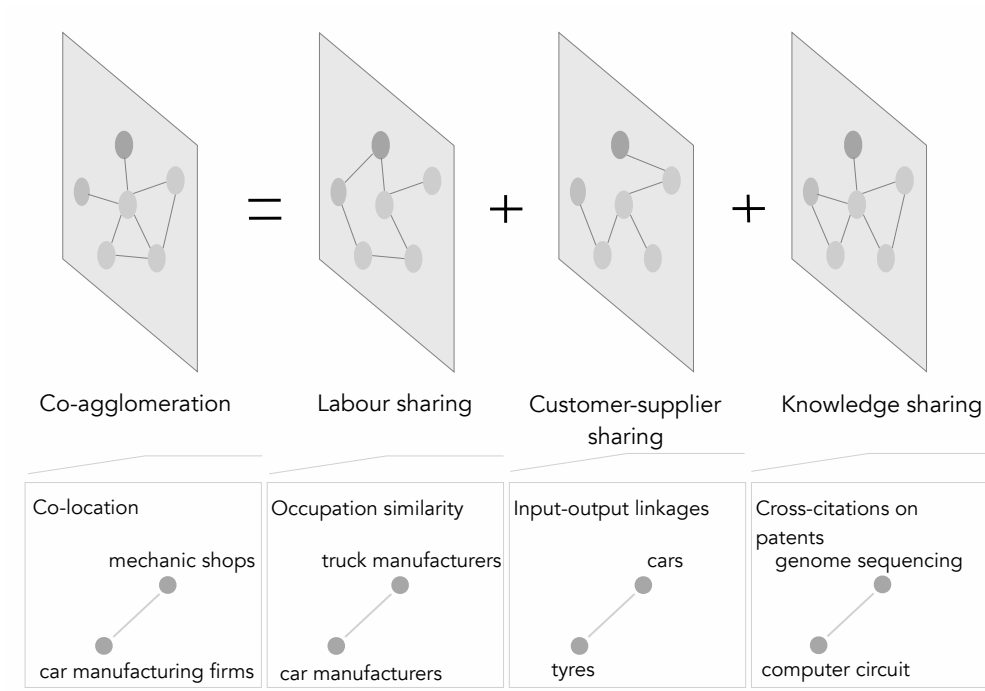 =
+
+
Co-agglomeration
Labour sharing
Customer-supplier
sharing
Knowledge sharing
Co-location
mechanic shops
car manufacturing firms
Occupation similarity
truck manufacturers
car manufacturers
Input-output linkages
cars
tyres
Cross-citations on
patents
genome sequencing
computer circuit